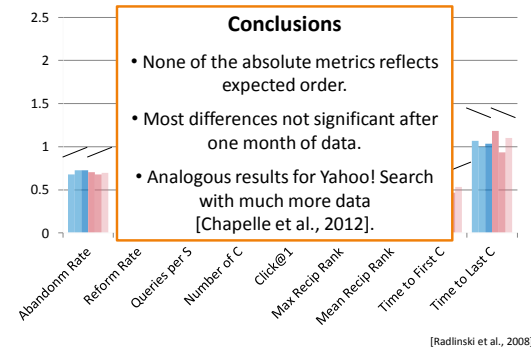 Conclusions
• None of the absolute metrics reflects
expected order.
• Most differences not significant after
one month of data.
• Analogous results for Yahoo! Search
with much more data
[Chapelle et al., 2012].
2.5
2
1.5
1
0.5
0
Abandonm Rate
Reform Rate
Queries per S
Number of C
Click@1
Max Recip Rank
Mean Recip Rank
Time to First C
Time to Last C
[Radlinski et al., 2008]